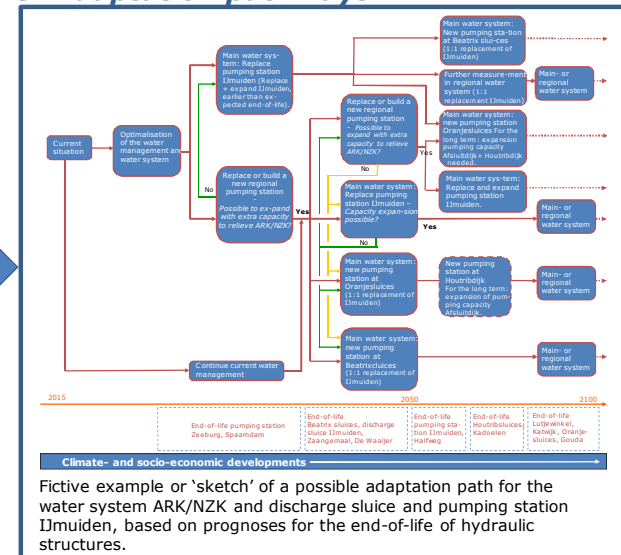 Main water system:
New pumping sta-tion
at Beatrix slui-ces
(1:1 replacement of
IJmuiden)
Main water sys-
tem: Replace
pumping station
IJmuiden (Replace
+ expand IJmuiden,
earlier than ex-
pected end-of-life).
Further measure-ment
in regional water
system (1:1
replacement IJmuiden)
Main- or
regional
water system
Replace or build a
new regional
pumping station
– Possible to
expand with extra
capacity to relieve
ARK/NZK?
Main water system:
new pumping station
Oranjesluices For the
long term: expansion
pumping capacity
Afsluitdijk+ Houtribdijk
needed.
Current
situation
Optimalisation
of the water
management and
water system
Yes
No
Replace or build a
new regional
pumping station
-
Possible to ex-pand
with extra capacity
to relieve ARK/NZK?
No
Yes
Main water system:
Replace pumping
station IJmuiden –
Capacity expan-sion
possible?
Main water sys-tem:
Replace and expand
pumping station
IJmuiden.
Yes
No
Main- or
regional
water system
Main water system:
new pumping
station at
Oranjesluices
(1:1 replacement of
IJmuiden)
New pumping
station at
Houtribdijk
For the long term:
expansion of pum-
ping capacity
Afsluitdijk.
Main- or
regional
water system
Continue current water
management
Main water system:
new pumping
station at
Beatrixcluices
(1:1 replacement of
IJmuiden)
Main- or
regional
water system
2015
2050
2100
End-of-life pumping station
Zeeburg, Spaarndam
End-of-life
Beatrix sluices, discharge
sluice IJmuiden,
Zaangemaal, De Waaijer
End-of-life
pumping sta-
tion IJmuiden,
Halfweg
End-of-life
Houtribsluices,
Kadoelen
End-of-life
Lutjewinkel,
Katwijk, Oranje-
sluices, Gouda
Climate- and socio-economic developments
Fictive example or ‘sketch’ of a possible adaptation path for the
water system ARK/NZK and discharge sluice and pumping station
IJmuiden, based on prognoses for the end-of-life of hydraulic
structures.